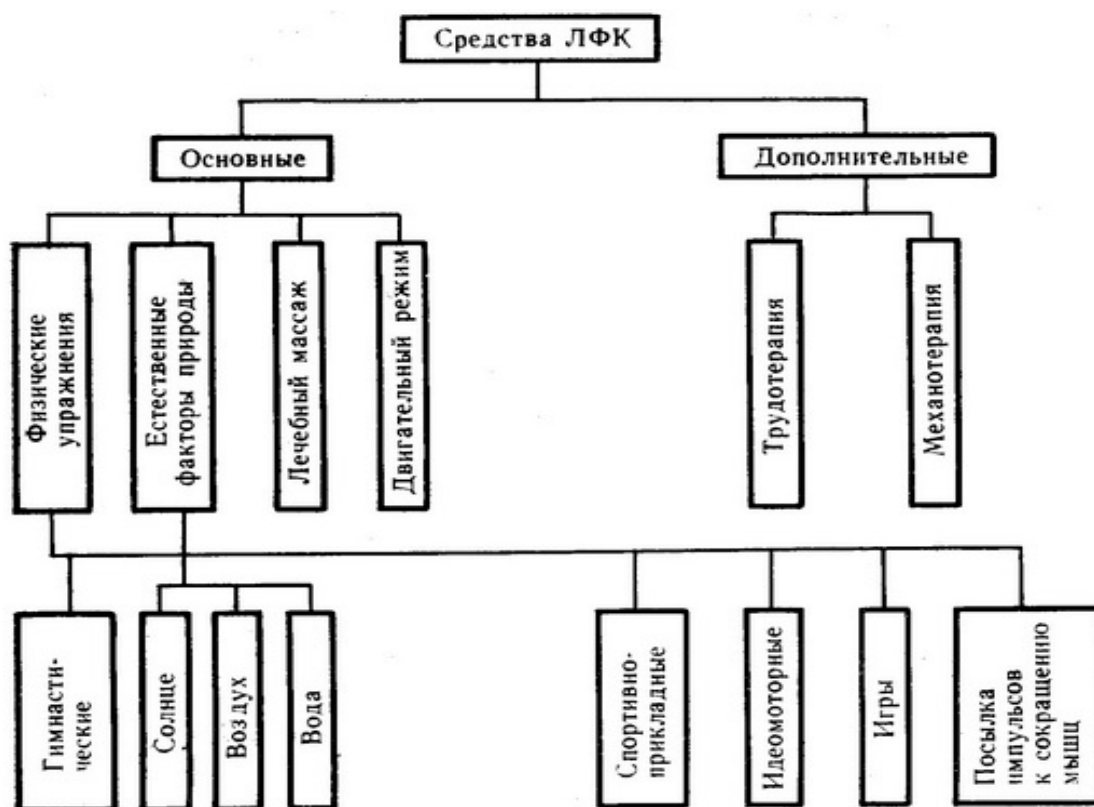 Средства ЛФК
Основные
Дополнительные
Физические
упражнения
Естественные
факторы природы
Лечебный массаж
Двигательный режим
Трудотерапия
Механотерапия
Гимнасти-
ческие
Солнце
Воздух
Вода
Спортивно-
прикладные
Идеомоторные
Игры
Посылка
импульсов
к сокращению
мышц